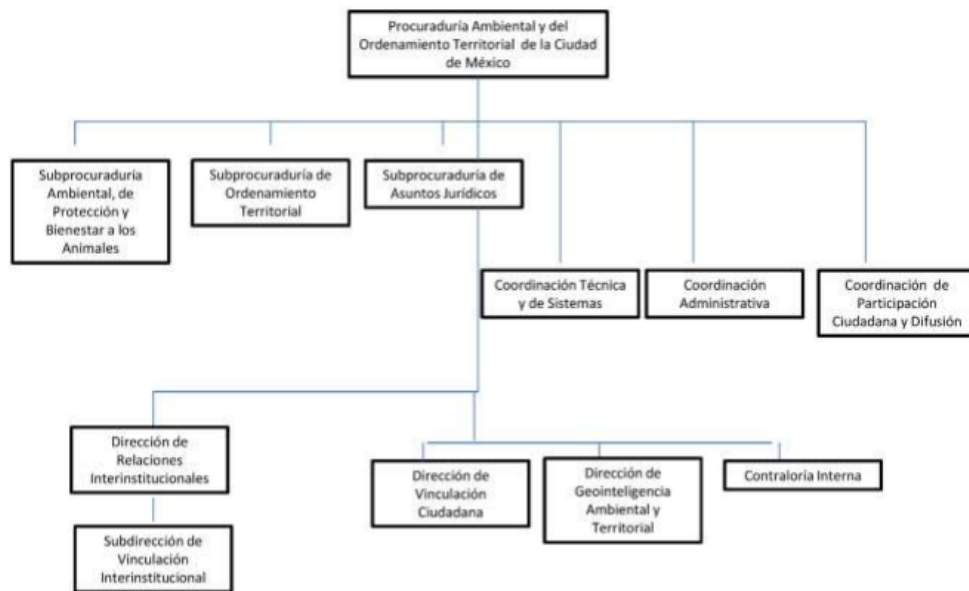 Procuraduría Ambiental y del
Ordenamiento Territorial de la Ciudad
de México
Subprocuraduría
Ambiental, de
Protección y
Bienestar a los
Animales
Subprocuraduría de
Ordenamiento
Territorial
Subprocuraduría de
Asuntos Jurídicos
Coordinación Técnica
y de Sistemas
Coordinación
Administrativa
Coordinación de
Participación
Ciudadana y Difusión
Dirección de
Relaciones
Interinstitucionales
Dirección de
Vinculación
Ciudadana
Dirección de
Geointeligencia
Ambiental y
Territorial
Contraloría Interna
Subdirección de
Vinculación
Interinstitucional